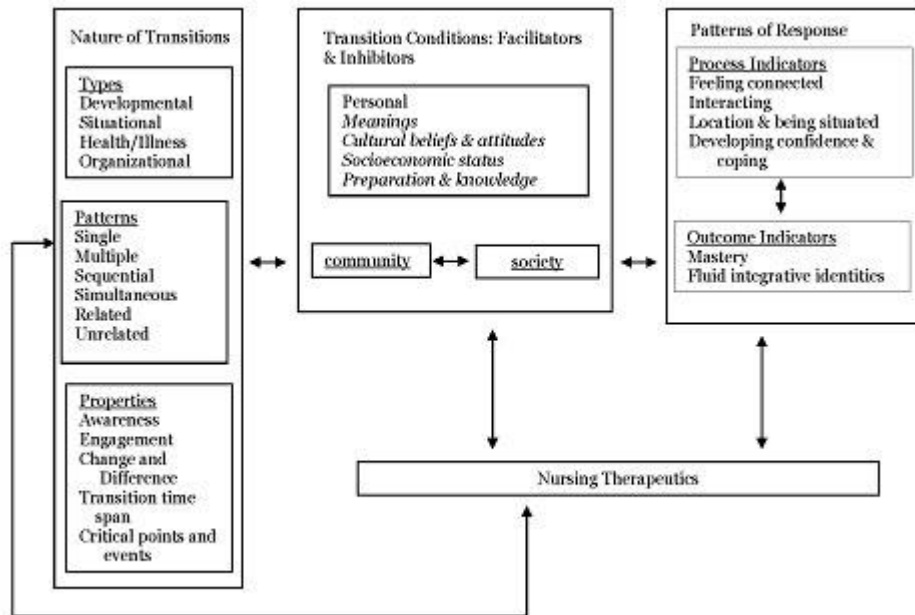 Nature of Transitions
Types
Developmental
Situational
Health/Illness
Organizational
Patterns
Single
Multiple
Sequential
Simultaneous
Related
Unrelated
Properties
Awareness
Engagement
Change and
Difference
Transition time
span
Critical points and
events
Transition Conditions: Facilitators
& Inhibitors
Personal
Meanings
Cultural beliefs & attitudes
Socioeconomic status
Preparation & knowledge
community
society
Patterns of Response
Process Indicators
Feeling connected
Interacting
Location & being situated
Developing confidence &
coping
Outcome Indicators
Mastery
Fluid integrative identities
Nursing Therapeutics